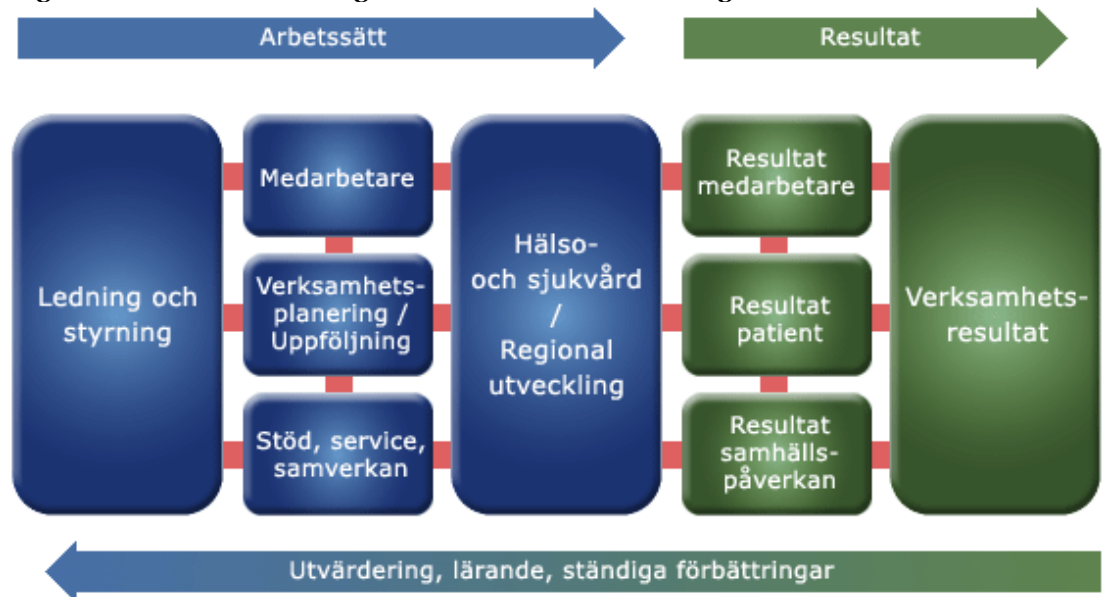 Arbetssätt
Resultat
Ledning och
styrning
Medarbetare
Verksamhets-
planering /
Uppföljning
Stöd, service,
samverkan
Hälso-
och sjukvård
/
Regional
utveckling
Resultat
medarbetare
Resultat
patient
Resultat
samhälls-
påverkan
Verksamhets-
resultat
Utvärdering, lärande, ständiga förbättringar